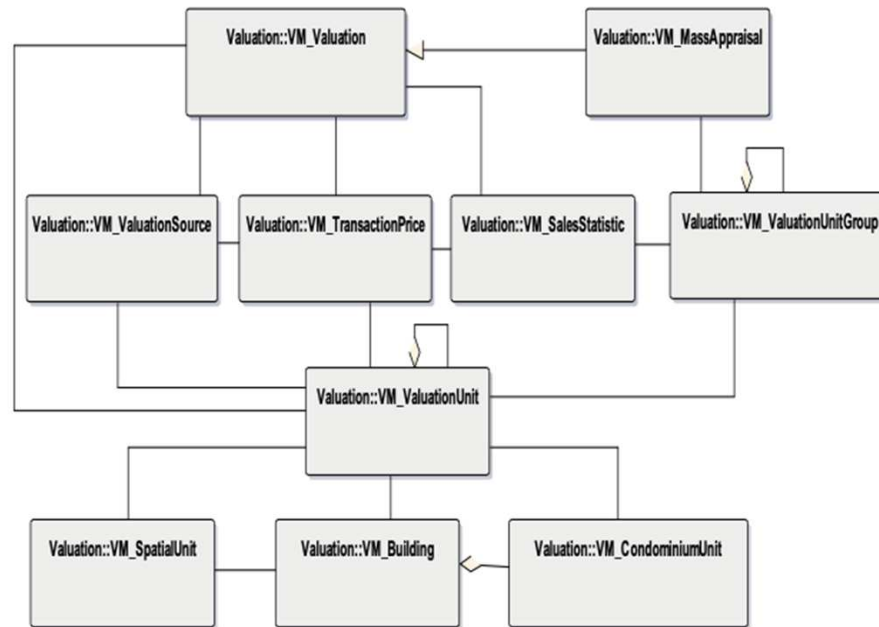 Valuation::VM_Valuation
Valuation::VM_MassAppraisal
Valuation::VM_ValuationSource
Valuation::VM_TransactionPrice
Valuation::VM_SalesStatistic
Valuation::VM_ValuationUnitGroup
Valuation::VM_ValuationUnit
Valuation::VM_SpatialUnit
Valuation::VM_Building
Valuation::VM_CondominiumUnit